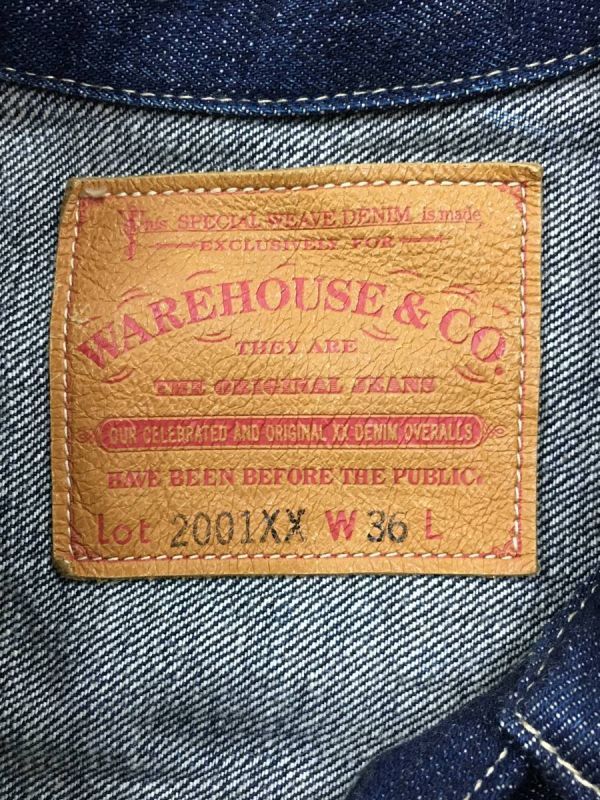 This SPECIAL WEAVE DENIM is made
EXCLUSIVELY FOR
WAREHOUSE & CO.
THEY ARE
THE ORIGINAL JEANS
OUR CELEBRATED AND ORIGINAL XX DENIM OVERALLS
HAVE BEEN BEFORE THE PUBLIC.
Lot 2001XX W 36 L